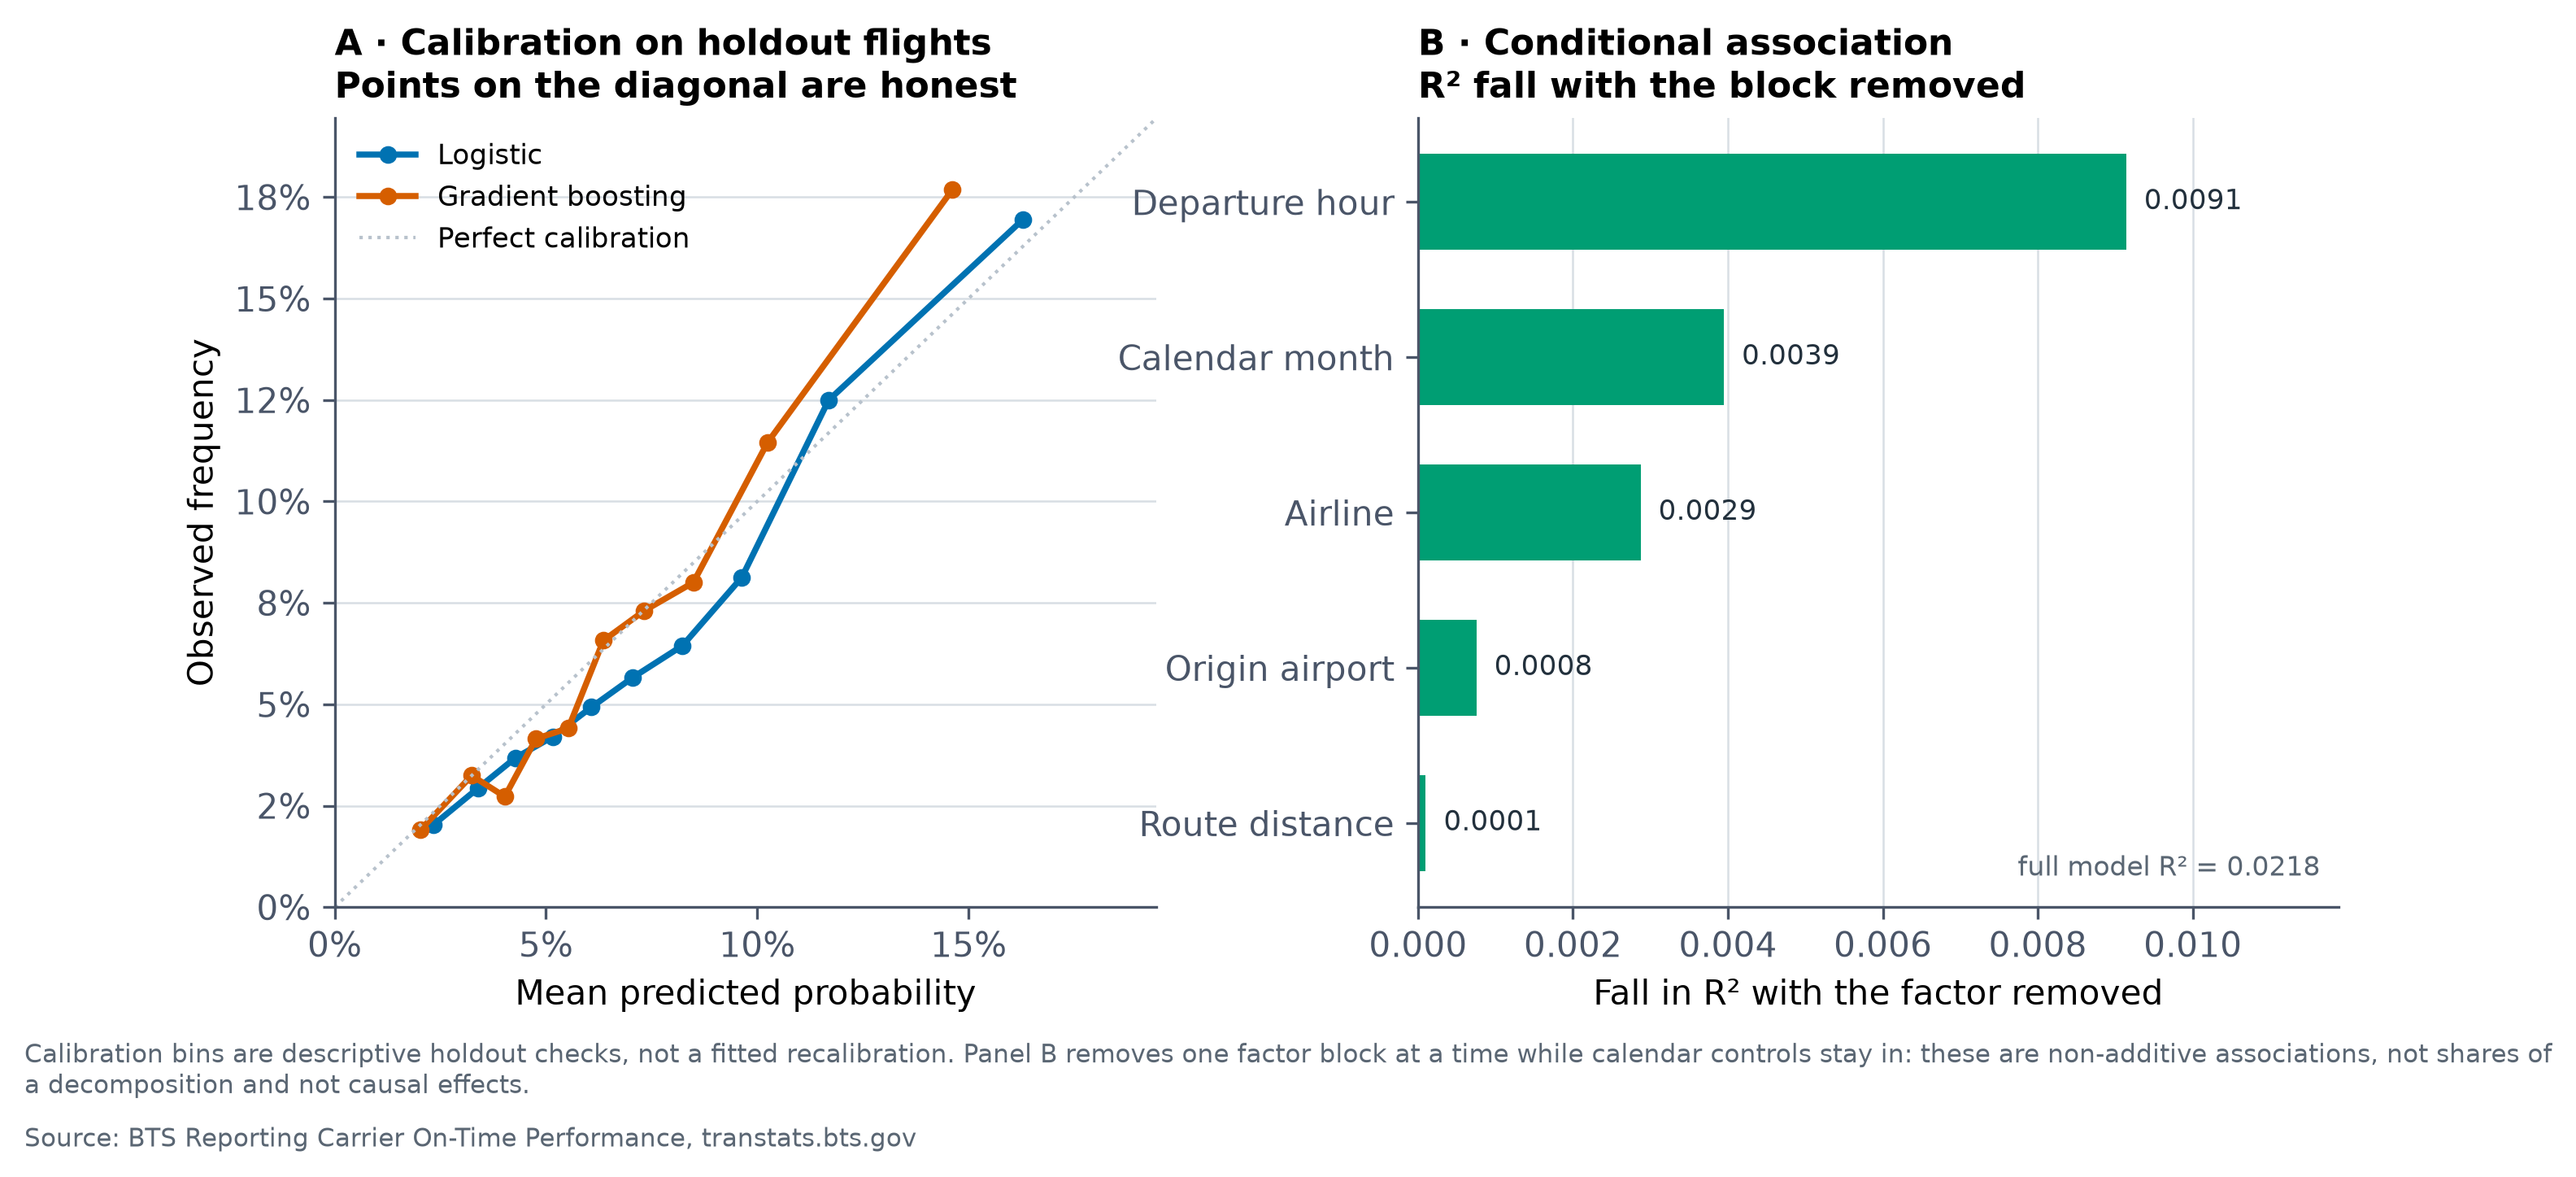 A · Calibration on holdout flights
Points on the diagonal are honest
Logistic
Gradient boosting
Perfect calibration
18%
15%
12%
10%
8%
5%
2%
0%
Observed frequency
0%
5%
10%
15%
Mean predicted probability
B · Conditional association
R² fall with the block removed
Departure hour
0.0091
Calendar month
0.0039
Airline
0.0029
Origin airport
0.0008
Route distance
0.0001
full model R² = 0.0218
0.000
0.002
0.004
0.006
0.008
0.010
Fall in R² with the factor removed
Calibration bins are descriptive holdout checks, not a fitted recalibration. Panel B removes one factor block at a time while calendar controls stay in: these are non-additive associations, not shares of
a decomposition and not causal effects.
Source: BTS Reporting Carrier On-Time Performance, transtats.bts.gov